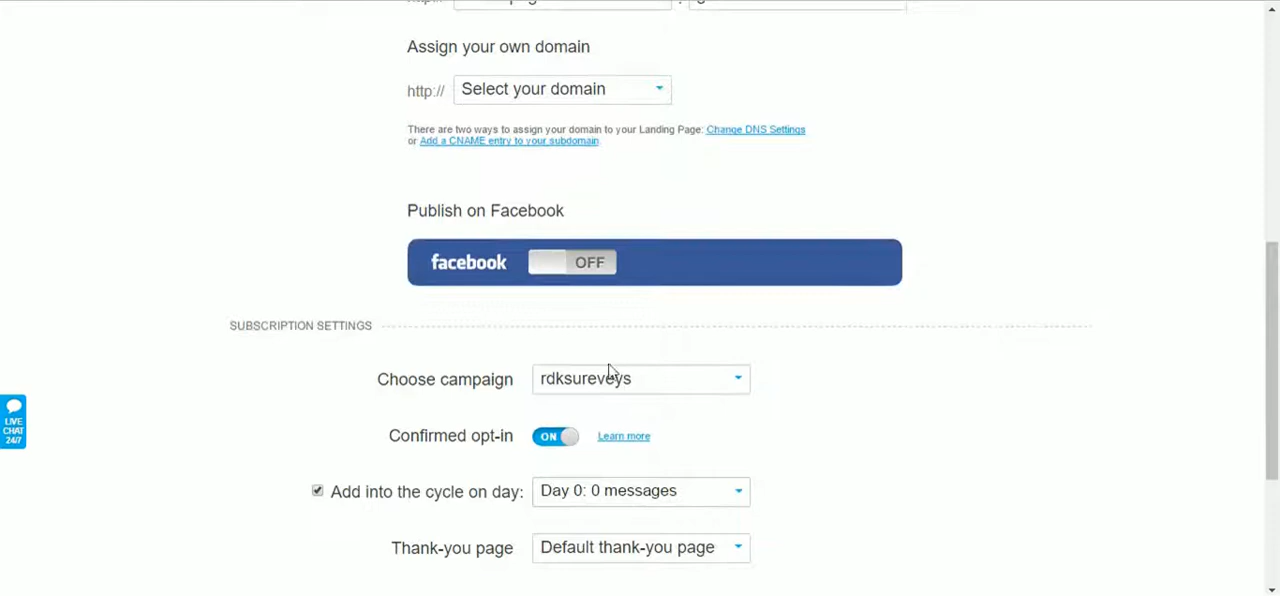 Assign your own domain
http:// Select your domain
There are two ways to assign your domain to your Landing Page: Change DNS Settings
or Add a CNAME entry to your subdomain.
Publish on Facebook
facebook OFF
SUBSCRIPTION SETTINGS
Choose campaign rdksureveys
LIVE
CHAT
24/7
Confirmed opt-in ON Learn more
Add into the cycle on day: Day 0: 0 messages
Thank-you page Default thank-you page